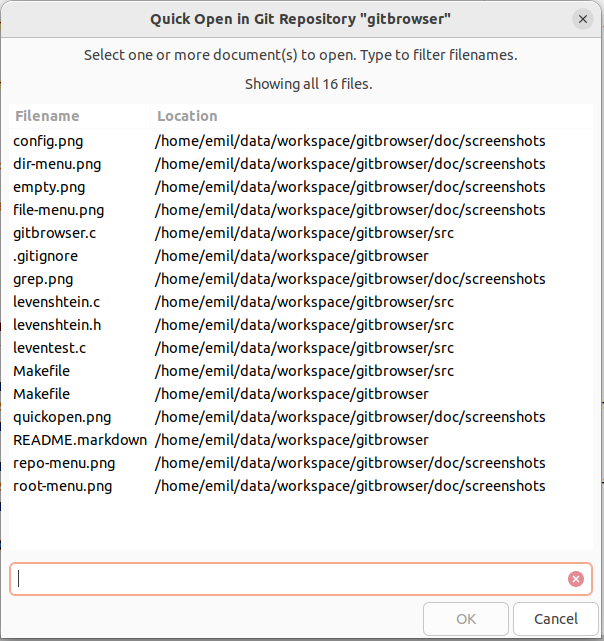 Quick Open in Git Repository "gitbrowser"
Select one or more document(s) to open. Type to filter filenames.
Showing all 16 files.
Filename Location
config.png /home/emil/data/workspace/gitbrowser/doc/screenshots
dir-menu.png /home/emil/data/workspace/gitbrowser/doc/screenshots
empty.png /home/emil/data/workspace/gitbrowser/doc/screenshots
file-menu.png /home/emil/data/workspace/gitbrowser/doc/screenshots
gitbrowser.c /home/emil/data/workspace/gitbrowser/src
.gitignore /home/emil/data/workspace/gitbrowser
grep.png /home/emil/data/workspace/gitbrowser/doc/screenshots
levenshtein.c /home/emil/data/workspace/gitbrowser/src
levenshtein.h /home/emil/data/workspace/gitbrowser/src
leventest.c /home/emil/data/workspace/gitbrowser/src
Makefile /home/emil/data/workspace/gitbrowser/src
Makefile /home/emil/data/workspace/gitbrowser
quickopen.png /home/emil/data/workspace/gitbrowser/doc/screenshots
README.markdown /home/emil/data/workspace/gitbrowser
repo-menu.png /home/emil/data/workspace/gitbrowser/doc/screenshots
root-menu.png /home/emil/data/workspace/gitbrowser/doc/screenshots
OK Cancel